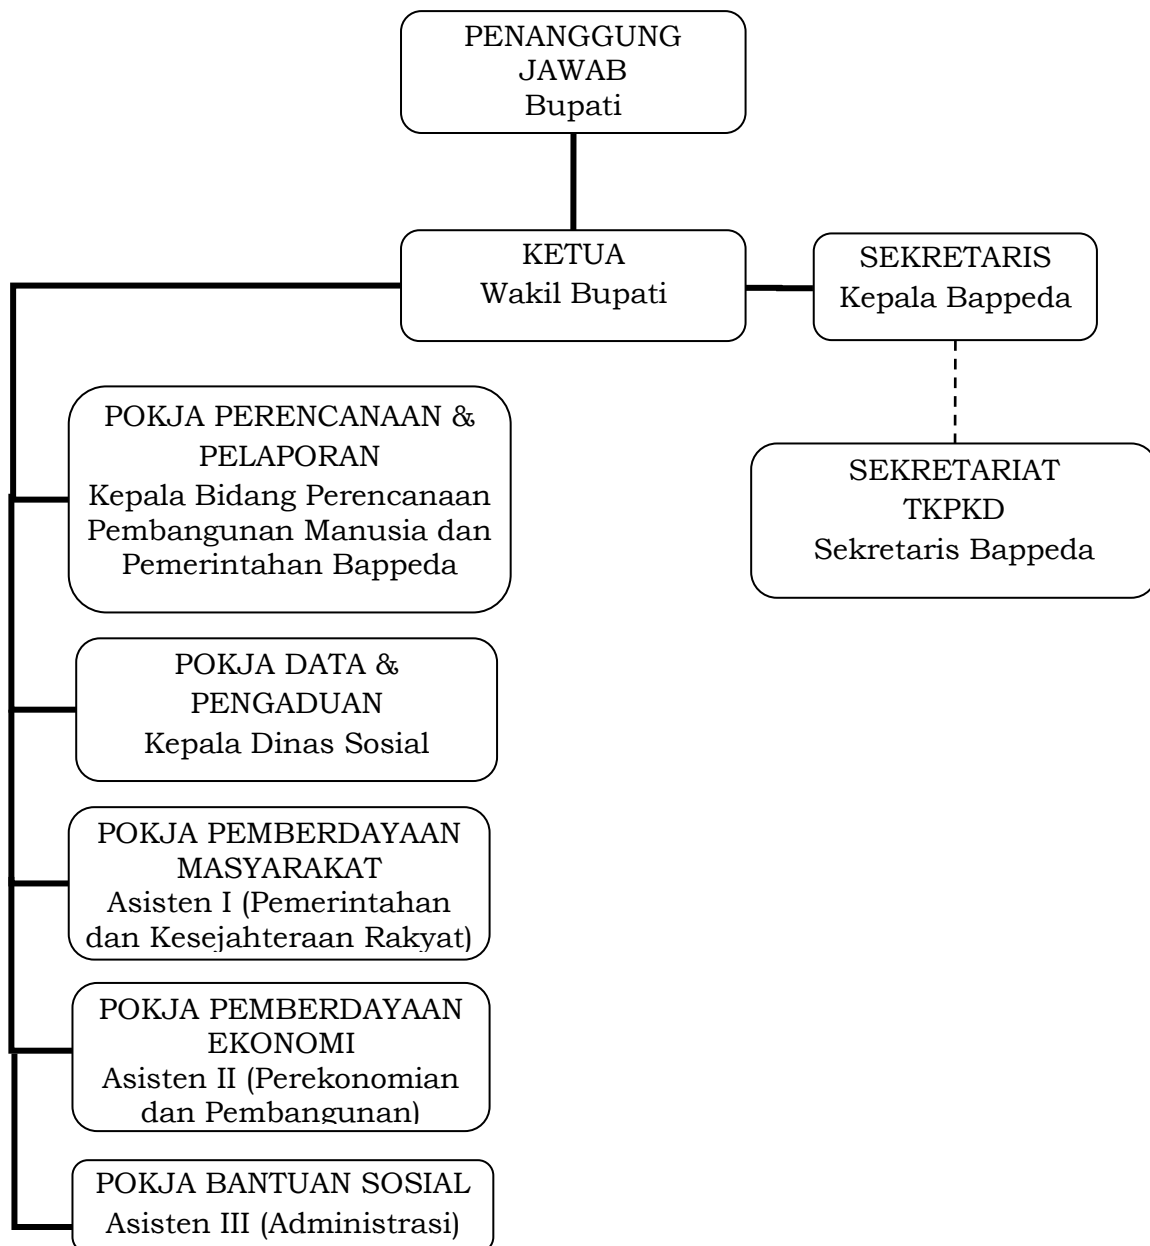 PENANGGUNG
JAWAB
Bupati
KETUA
Wakil Bupati
SEKRETARIS
Kepala Bappeda
POKJA PERENCANAAN &
PELAPORAN
Kepala Bidang Perencanaan
Pembangunan Manusia dan
Pemerintahan Bappeda
SEKRETARIAT
TKPKD
Sekretaris Bappeda
POKJA DATA &
PENGADUAN
Kepala Dinas Sosial
POKJA PEMBERDAYAAN
MASYARAKAT
Asisten I (Pemerintahan
dan Kesejahteraan Rakyat)
POKJA PEMBERDAYAAN
EKONOMI
Asisten II (Perekonomian
dan Pembangunan)
POKJA BANTUAN SOSIAL
Asisten III (Administrasi)